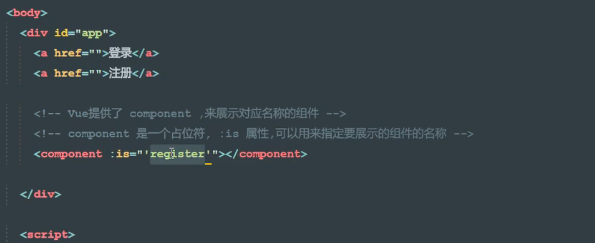 <body>
<div id="app">
<a href="">登录</a>
<a href="">注册</a>
<!-- Vue提供了 component ,来展示对应名称的组件 -->
<!-- component 是一个占位符, :is 属性,可以用来指定要展示的组件的名称 -->
<component :is="'register'"></component>
</div>
<script>